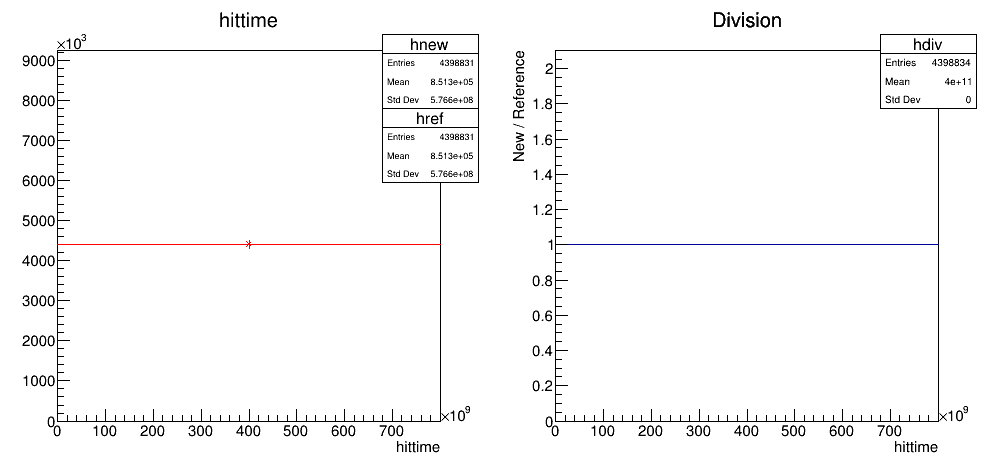 hittime
×10³
9000
8000
7000
6000
5000
4000
3000
2000
1000
0
0 100 200 300 400 500 600 700
×10⁹
hittime
hnew
Entries 4398831
Mean 8.513e+05
Std Dev 5.766e+08
href
Entries 4398831
Mean 8.513e+05
Std Dev 5.766e+08
Division
New / Reference
2
1.8
1.6
1.4
1.2
1
0.8
0.6
0.4
0.2
0
0 100 200 300 400 500 600 700
×10⁹
hittime
hdiv
Entries 4398834
Mean 4e+11
Std Dev 0